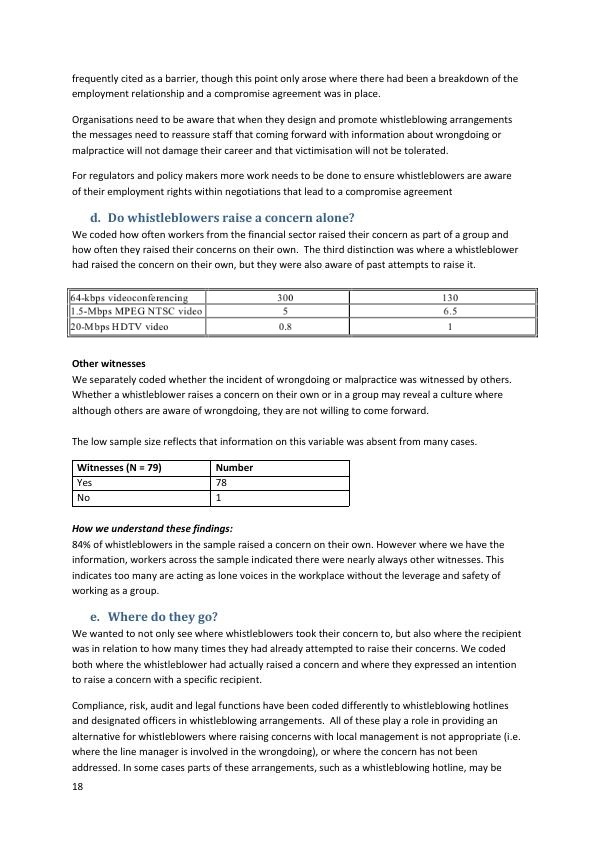 frequently cited as a barrier, though this point only arose where there had been a breakdown of the
employment relationship and a compromise agreement was in place.
Organisations need to be aware that when they design and promote whistleblowing arrangements
the messages need to reassure staff that coming forward with information about wrongdoing or
malpractice will not damage their career and that victimisation will not be tolerated.
For regulators and policy makers more work needs to be done to ensure whistleblowers are aware
of their employment rights within negotiations that lead to a compromise agreement
d. Do whistleblowers raise a concern alone?
We coded how often workers from the financial sector raised their concern as part of a group and
how often they raised their concerns on their own. The third distinction was where a whistleblower
had raised the concern on their own, but they were also aware of past attempts to raise it.
64-kbps videoconferencing 300 130
1.5-Mbps MPEG NTSC video 5 6.5
20-Mbps HDTV video 0.8 1
Other witnesses
We separately coded whether the incident of wrongdoing or malpractice was witnessed by others.
Whether a whistleblower raises a concern on their own or in a group may reveal a culture where
although others are aware of wrongdoing, they are not willing to come forward.
The low sample size reflects that information on this variable was absent from many cases.
Witnesses (N = 79) Number
Yes 78
No 1
How we understand these findings:
84% of whistleblowers in the sample raised a concern on their own. However where we have the
information, workers across the sample indicated there were nearly always other witnesses. This
indicates too many are acting as lone voices in the workplace without the leverage and safety of
working as a group.
e. Where do they go?
We wanted to not only see where whistleblowers took their concern to, but also where the recipient
was in relation to how many times they had already attempted to raise their concerns. We coded
both where the whistleblower had actually raised a concern and where they expressed an intention
to raise a concern with a specific recipient.
Compliance, risk, audit and legal functions have been coded differently to whistleblowing hotlines
and designated officers in whistleblowing arrangements. All of these play a role in providing an
alternative for whistleblowers where raising concerns with local management is not appropriate (i.e.
where the line manager is involved in the wrongdoing), or where the concern has not been
addressed. In some cases parts of these arrangements, such as a whistleblowing hotline, may be
18